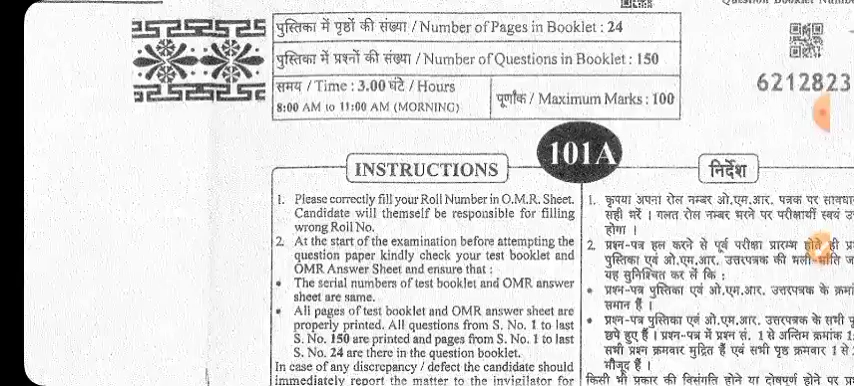 पुस्तिका में पृष्ठों की संख्या / Number of Pages in Booklet : 24
पुस्तिका में प्रश्नों की संख्या / Number of Questions in Booklet : 150
समय / Time : 3.00 घंटे / Hours
8:00 AM to 11:00 AM (MORNING)
पूर्णांक / Maximum Marks : 100
6212823
101A
INSTRUCTIONS
1. Please correctly fill your Roll Number in O.M.R. Sheet.
Candidate will themself be responsible for filling
wrong Roll No.
2. At the start of the examination before attempting the
question paper kindly check your test booklet and
OMR Answer Sheet and ensure that :
• The serial numbers of test booklet and OMR answer
sheet are same.
• All pages of test booklet and OMR answer sheet are
properly printed. All questions from S. No. 1 to last
S. No. 150 are printed and pages from S. No. 1 to last
S. No. 24 are there in the question booklet.
In case of any discrepancy / defect the candidate should
immediately report the matter to the invigilator for
निर्देश
1. कृपया अपना रोल नम्बर ओ.एम.आर. पत्रक पर
सही भरें । गलत रोल नम्बर भरने पर परीक्षार्थी स्वयं
होगा ।
2. प्रश्न-पत्र हल करने से पूर्व परीक्षा प्रारम्भ होते ही
पुस्तिका एवं ओ.एम.आर. उत्तरपत्रक की भली-भाँति
यह सुनिश्चित कर लें कि :
• प्रश्न-पत्र पुस्तिका एवं ओ.एम.आर. उत्तरपत्रक के
समान हैं ।
• प्रश्न-पत्र पुस्तिका एवं ओ.एम.आर. उत्तरपत्रक के सभी
छपे हुए हैं । प्रश्न-पत्र में प्रश्न सं. 1 से अन्तिम क्रमांक
सभी प्रश्न क्रमवार मुद्रित हैं एवं सभी पृष्ठ क्रमवार 1 से
मौजूद हैं ।
किसी भी प्रकार की विसंगति होने या दोषपूर्ण होने पर